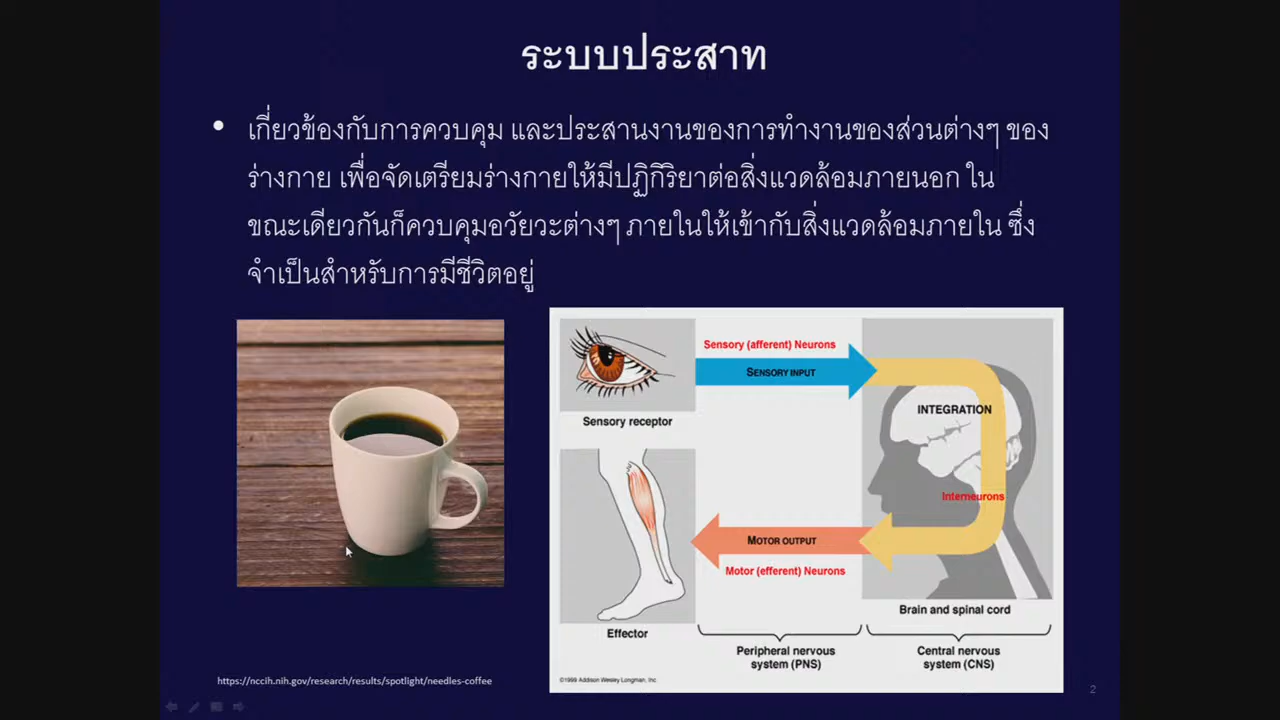 ระบบประสาท
• เกี่ยวข้องกับการควบคุม และประสานงานของการทำงานของส่วนต่างๆ ของ
ร่างกาย เพื่อจัดเตรียมร่างกายให้มีปฏิกิริยาต่อสิ่งแวดล้อมภายนอก ใน
ขณะเดียวกันก็ควบคุมอวัยวะต่างๆ ภายในให้เข้ากับสิ่งแวดล้อมภายใน ซึ่ง
จำเป็นสำหรับการมีชีวิตอยู่
Sensory (afferent) Neurons
SENSORY INPUT
Sensory receptor
INTEGRATION
Interneurons
MOTOR OUTPUT
Motor (efferent) Neurons
Brain and spinal cord
Effector
Peripheral nervous
system (PNS)
Central nervous
system (CNS)
©1999 Addison Wesley Longman, Inc.
https://nccih.nih.gov/research/results/spotlight/needles-coffee
2